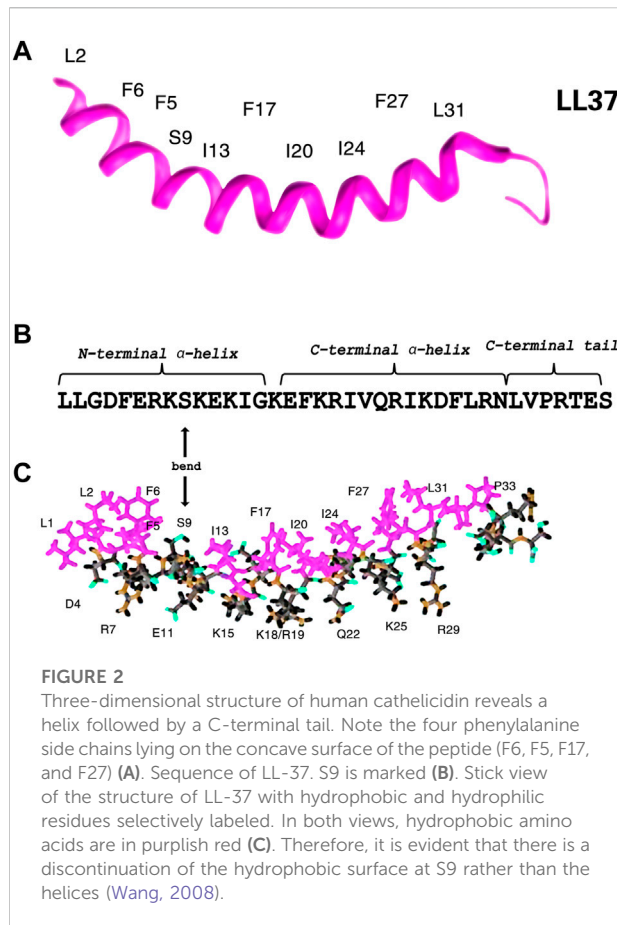 A
L2
F6
F5
S9
I13
F17
I20
I24
F27
L31
LL37
B
N-terminal α-helix
C-terminal α-helix
C-terminal tail
LLGDFERKSKEKIGKEFKRIVQRIKDFLRNLVPRTES
bend
C
L1
L2
F6
F5
S9
I13
F17
I20
I24
F27
L31
P33
D4
R7
E11
K15
K18/R19
Q22
K25
R29
FIGURE 2
Three-dimensional structure of human cathelicidin reveals a
helix followed by a C-terminal tail. Note the four phenylalanine
side chains lying on the concave surface of the peptide (F6, F5, F17,
and F27) (A). Sequence of LL-37. S9 is marked (B). Stick view
of the structure of LL-37 with hydrophobic and hydrophilic
residues selectively labeled. In both views, hydrophobic amino
acids are in purplish red (C). Therefore, it is evident that there is a
discontinuation of the hydrophobic surface at S9 rather than the
helices (Wang, 2008).